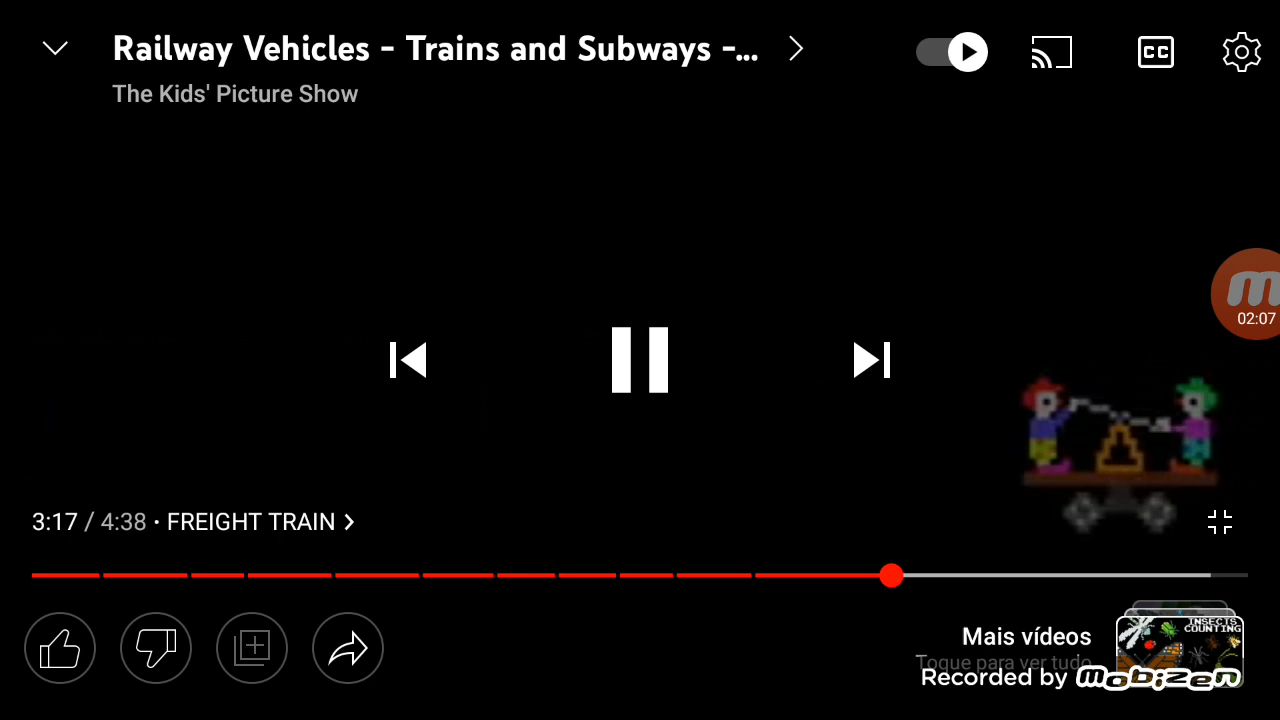 Railway Vehicles - Trains and Subways -...
The Kids' Picture Show
CC
02:07
3:17 / 4:38 · FREIGHT TRAIN
INSECTS
COUNTING
Mais vídeos
Toque para ver tudo
Recorded by Mobizen